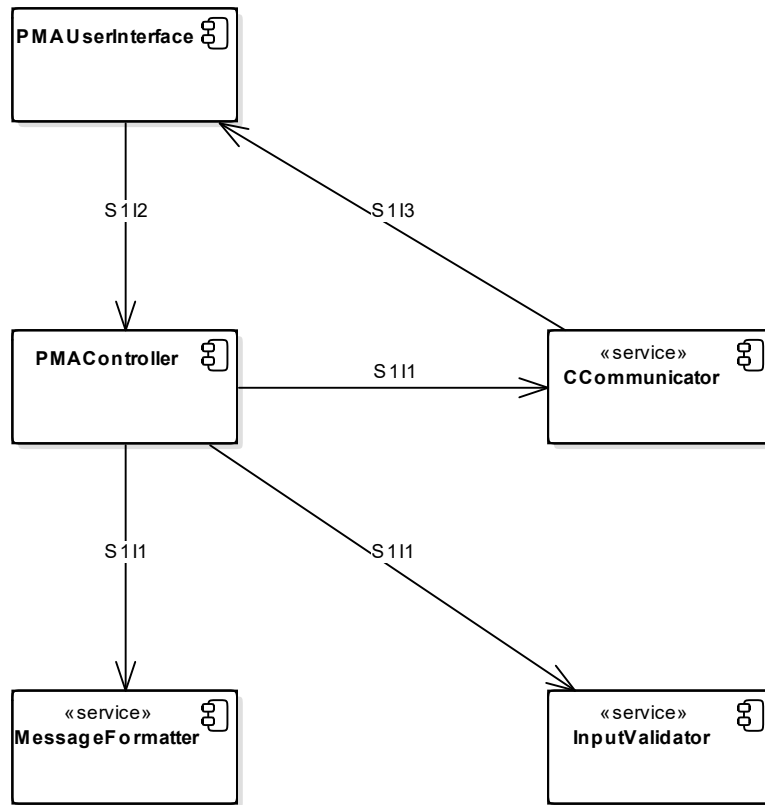 PMAUserInterface
S1I2
S1I3
PMAController
S1I1
«service»
CCommunicator
S1I1
S1I1
«service»
MessageFormatter
«service»
InputValidator